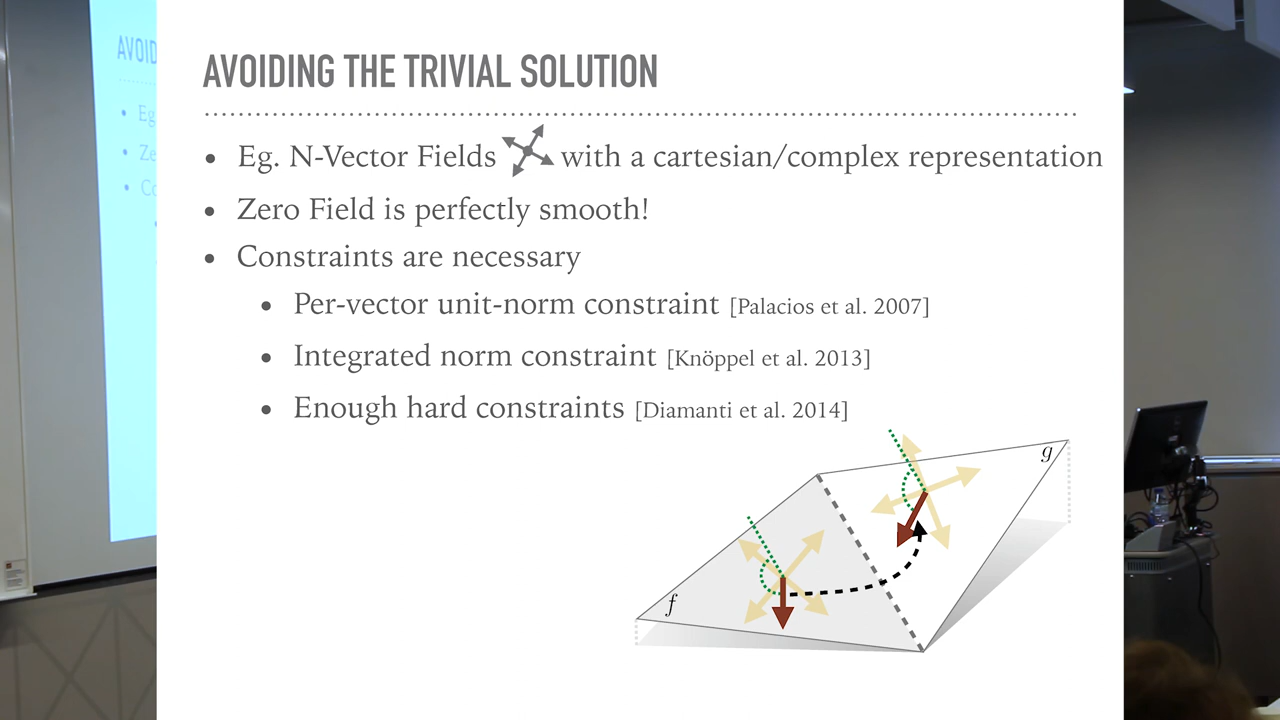 AVOIDING THE TRIVIAL SOLUTION
• Eg. N-Vector Fields with a cartesian/complex representation
• Zero Field is perfectly smooth!
• Constraints are necessary
• Per-vector unit-norm constraint [Palacios et al. 2007]
• Integrated norm constraint [Knöppel et al. 2013]
• Enough hard constraints [Diamanti et al. 2014]
g
f
AVOID
• Eg
• Ze
• Co